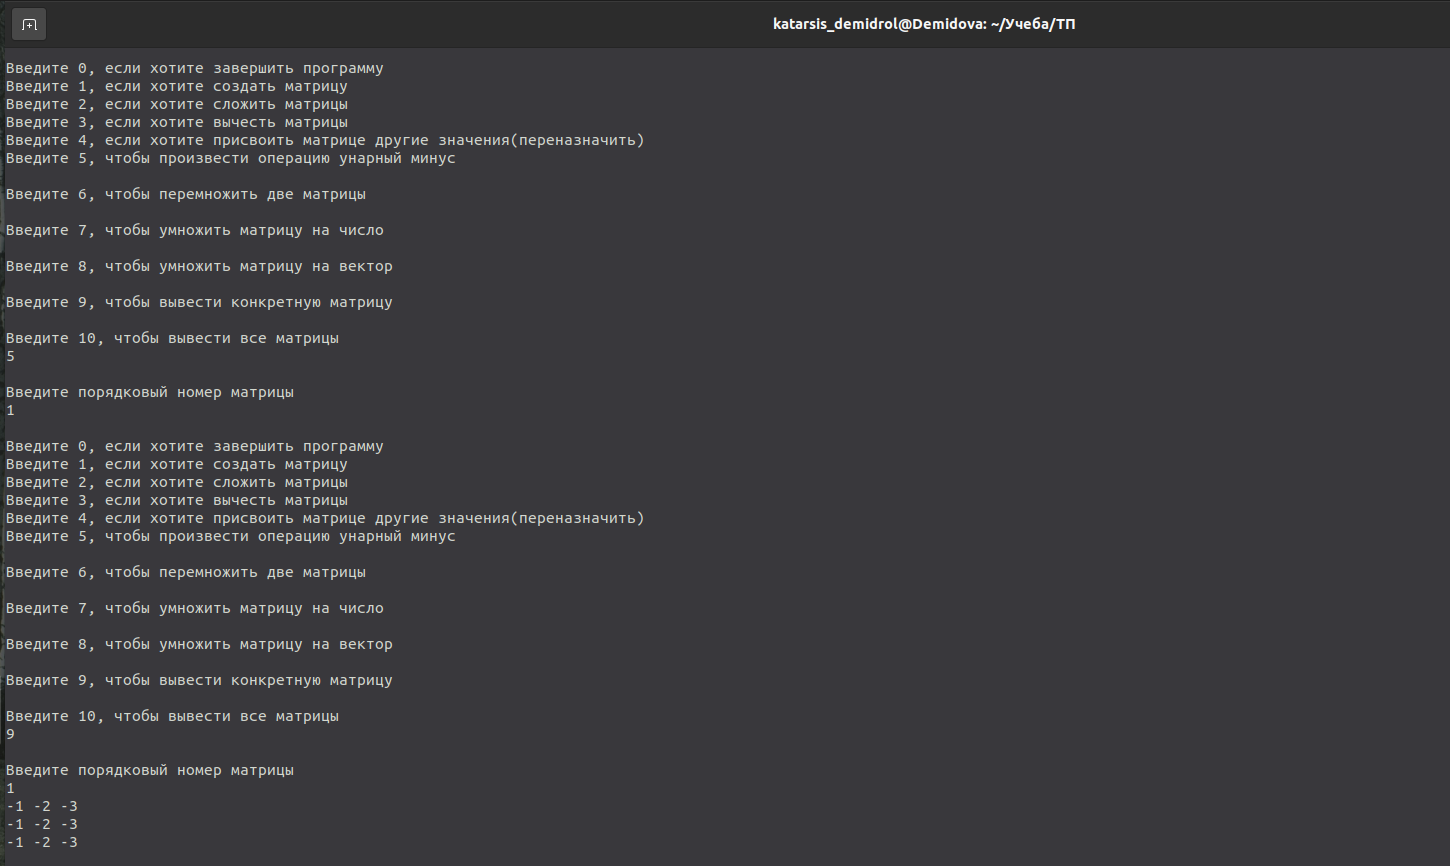 katarsis_demidrol@Demidova: ~/Учеба/ТП
Введите 0, если хотите завершить программу
Введите 1, если хотите создать матрицу
Введите 2, если хотите сложить матрицы
Введите 3, если хотите вычесть матрицы
Введите 4, если хотите присвоить матрице другие значения(переназначить)
Введите 5, чтобы произвести операцию унарный минус
Введите 6, чтобы перемножить две матрицы
Введите 7, чтобы умножить матрицу на число
Введите 8, чтобы умножить матрицу на вектор
Введите 9, чтобы вывести конкретную матрицу
Введите 10, чтобы вывести все матрицы
5
Введите порядковый номер матрицы
1
Введите 0, если хотите завершить программу
Введите 1, если хотите создать матрицу
Введите 2, если хотите сложить матрицы
Введите 3, если хотите вычесть матрицы
Введите 4, если хотите присвоить матрице другие значения(переназначить)
Введите 5, чтобы произвести операцию унарный минус
Введите 6, чтобы перемножить две матрицы
Введите 7, чтобы умножить матрицу на число
Введите 8, чтобы умножить матрицу на вектор
Введите 9, чтобы вывести конкретную матрицу
Введите 10, чтобы вывести все матрицы
9
Введите порядковый номер матрицы
1
-1 -2 -3
-1 -2 -3
-1 -2 -3